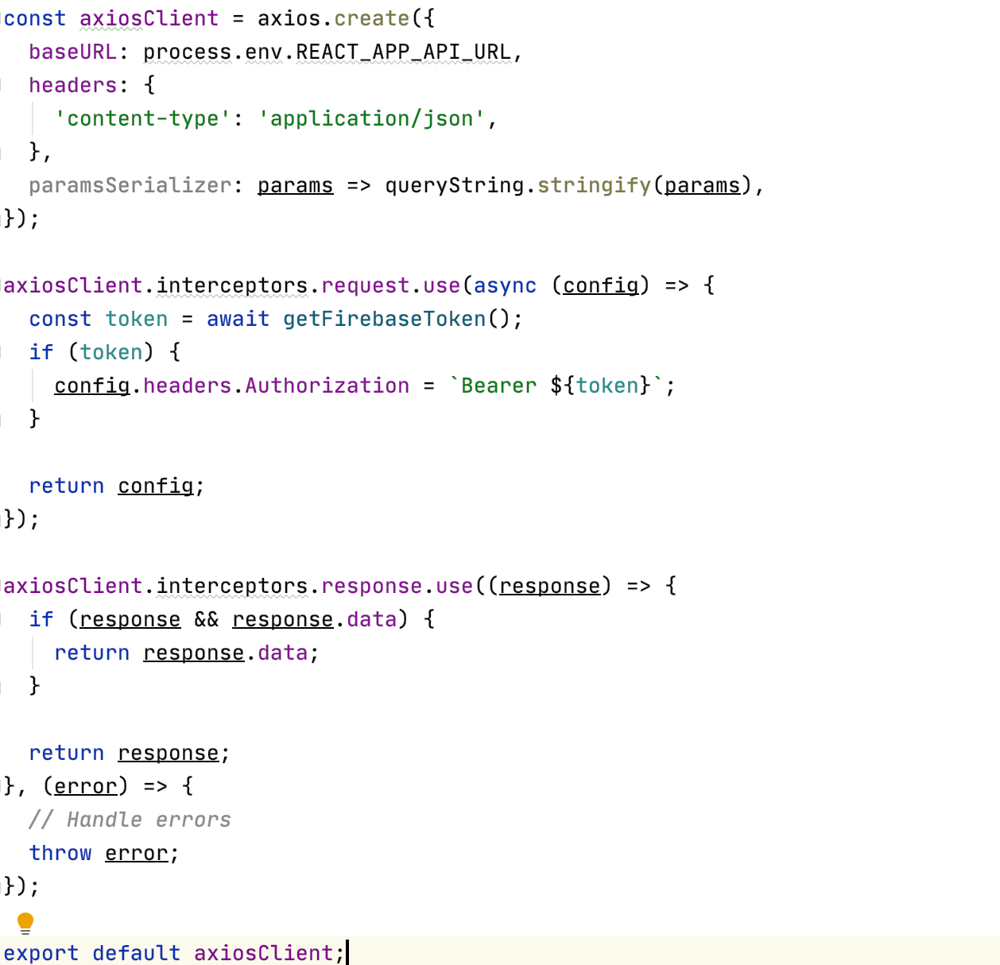 const axiosClient = axios.create({
  baseURL: process.env.REACT_APP_API_URL,
  headers: {
    'content-type': 'application/json',
  },
  paramsSerializer: params => queryString.stringify(params),
});

axiosClient.interceptors.request.use(async (config) => {
  const token = await getFirebaseToken();
  if (token) {
    config.headers.Authorization = `Bearer ${token}`;
  }

  return config;
});

axiosClient.interceptors.response.use((response) => {
  if (response && response.data) {
    return response.data;
  }

  return response;
}, (error) => {
  // Handle errors
  throw error;
});

export default axiosClient;